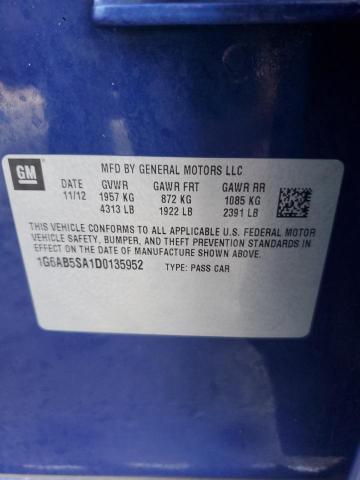 GM
MFD BY GENERAL MOTORS LLC
DATE GVWR GAWR FRT GAWR RR
11/12 1957 KG 872 KG 1085 KG
4313 LB 1922 LB 2391 LB
THIS VEHICLE CONFORMS TO ALL APPLICABLE U.S. FEDERAL MOTOR
VEHICLE SAFETY, BUMPER, AND THEFT PREVENTION STANDARDS IN
EFFECT ON THE DATE OF MANUFACTURE SHOWN ABOVE.
1G6AB5SA1D0135952 TYPE: PASS CAR